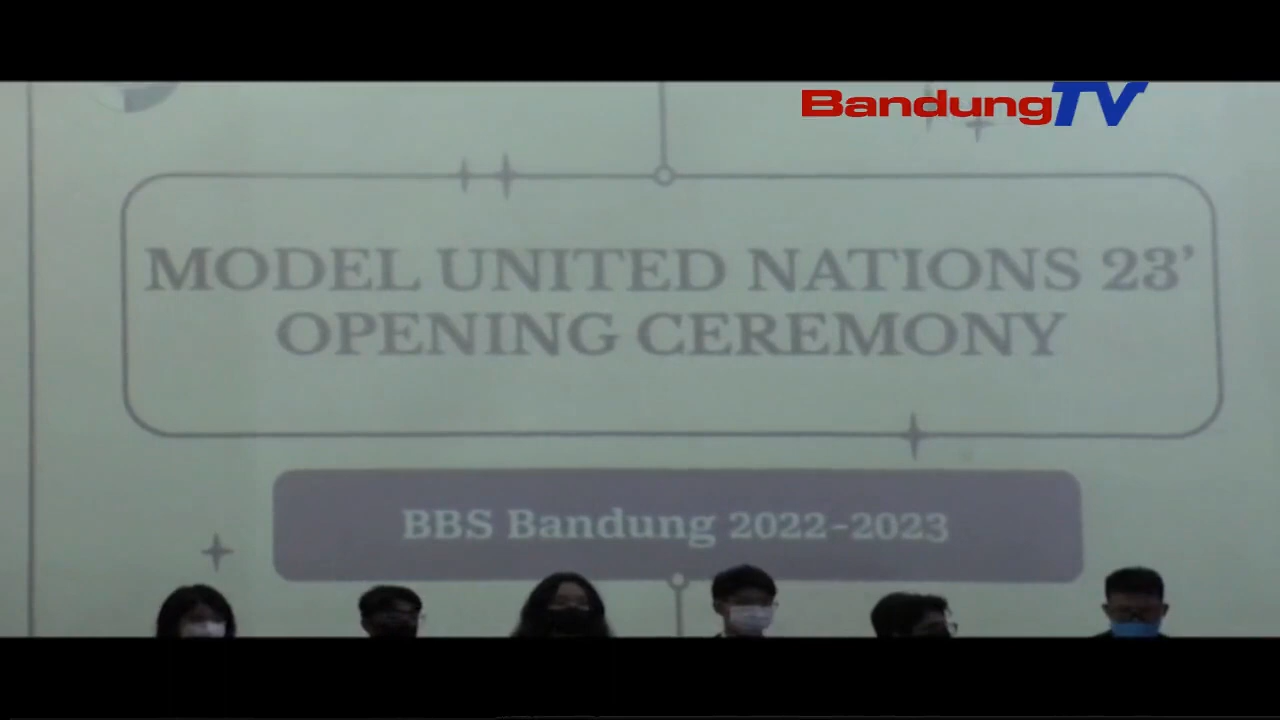 BandungTV
MODEL UNITED NATIONS 23'
OPENING CEREMONY
BBS Bandung 2022-2023